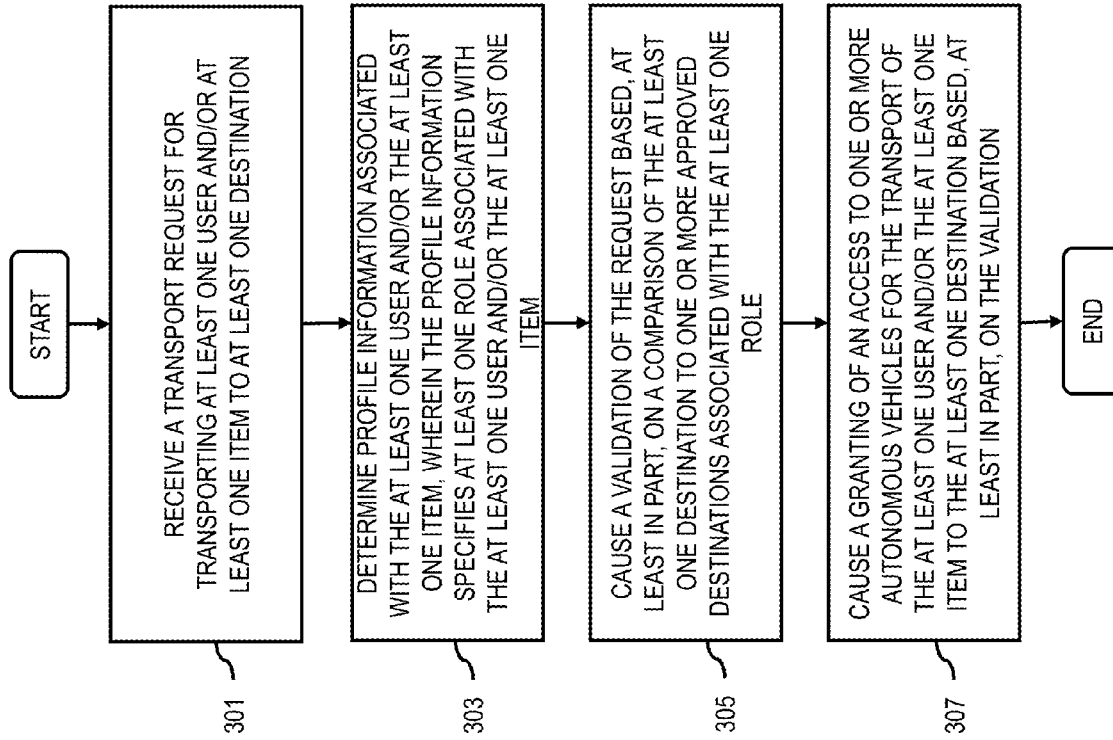 START
RECEIVE A TRANSPORT REQUEST FOR
TRANSPORTING AT LEAST ONE USER AND/OR AT
LEAST ONE ITEM TO AT LEAST ONE DESTINATION
301
DETERMINE PROFILE INFORMATION ASSOCIATED
WITH THE AT LEAST ONE USER AND/OR THE AT LEAST
ONE ITEM, WHEREIN THE PROFILE INFORMATION
SPECIFIES AT LEAST ONE ROLE ASSOCIATED WITH
THE AT LEAST ONE USER AND/OR THE AT LEAST ONE
ITEM
303
CAUSE A VALIDATION OF THE REQUEST BASED, AT
LEAST IN PART, ON A COMPARISON OF THE AT LEAST
ONE DESTINATION TO ONE OR MORE APPROVED
DESTINATIONS ASSOCIATED WITH THE AT LEAST ONE
ROLE
305
CAUSE A GRANTING OF AN ACCESS TO ONE OR MORE
AUTONOMOUS VEHICLES FOR THE TRANSPORT OF
THE AT LEAST ONE USER AND/OR THE AT LEAST ONE
ITEM TO THE AT LEAST ONE DESTINATION BASED, AT
LEAST IN PART, ON THE VALIDATION
307
END